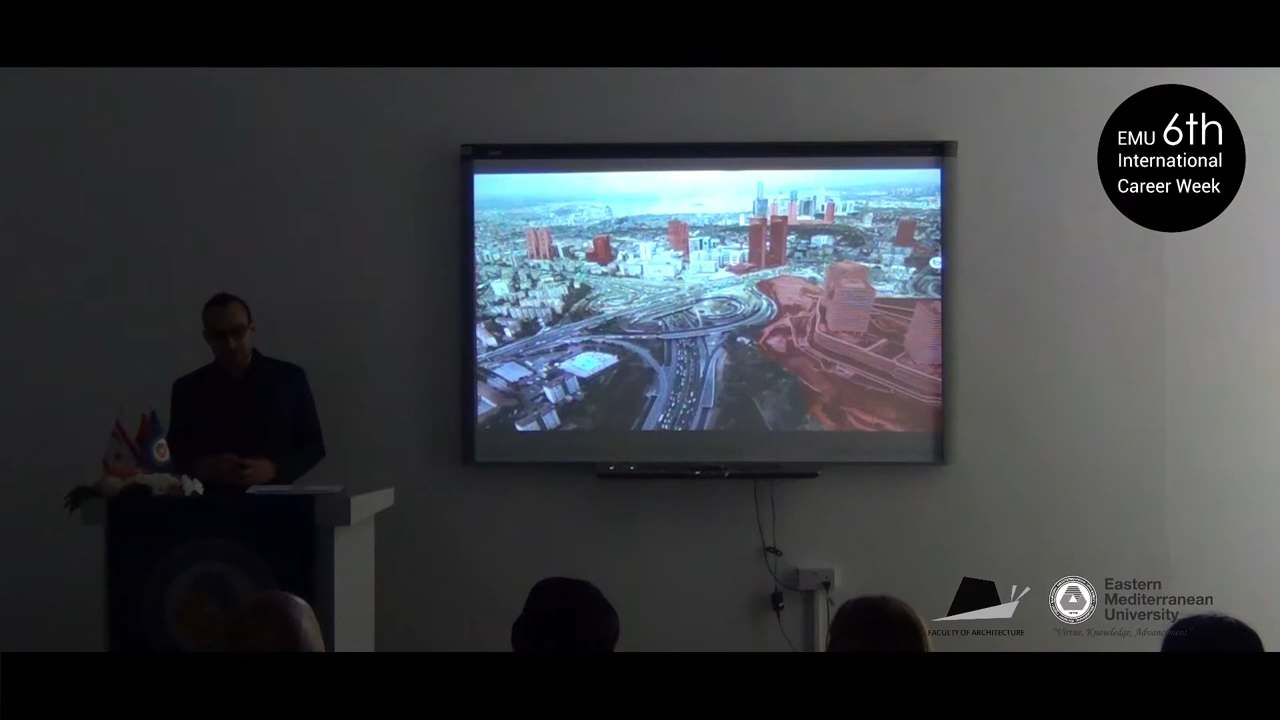 EMU 6th
International
Career Week
FACULTY OF ARCHITECTURE
Eastern
Mediterranean
University
"Virtue, Knowledge, Advancement"